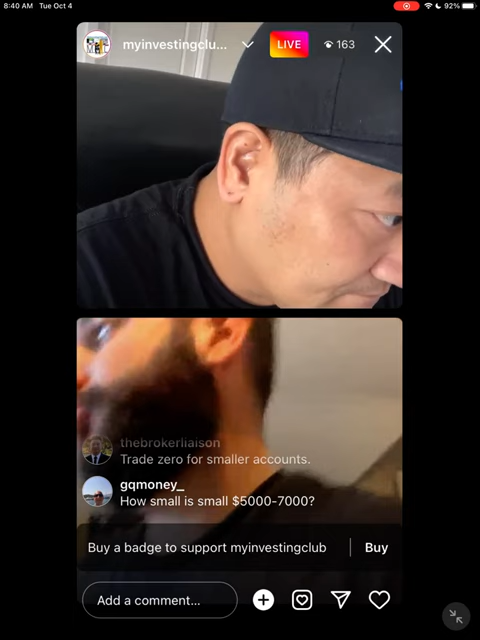 8:40 AM Tue Oct 4
92%
myinvestingclu...
LIVE
163
thebrokerliaison
Trade zero for smaller accounts.
gqmoney_
How small is small $5000-7000?
Buy a badge to support myinvestingclub
Buy
Add a comment...